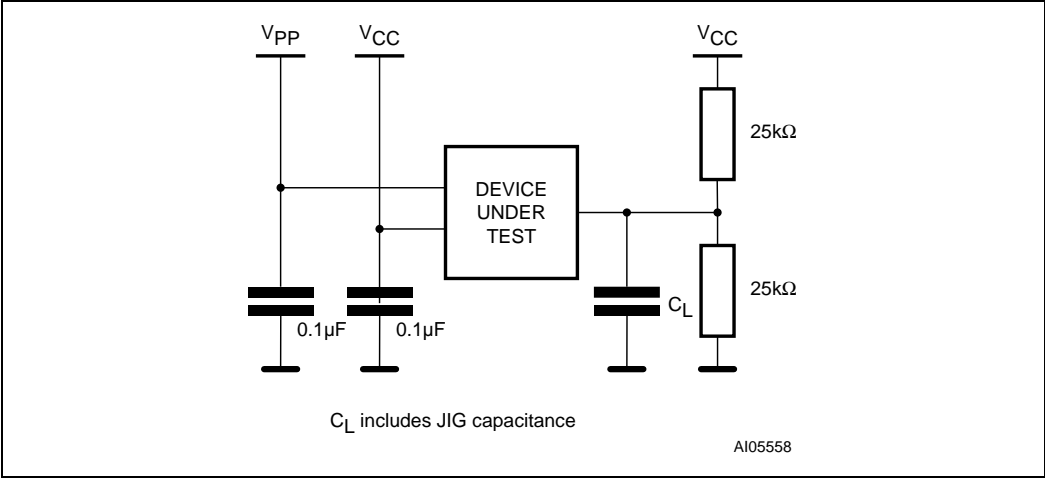 VPP
VCC
VCC
25kΩ
DEVICE
UNDER
TEST
25kΩ
CL
0.1µF
0.1µF
CL includes JIG capacitance
AI05558